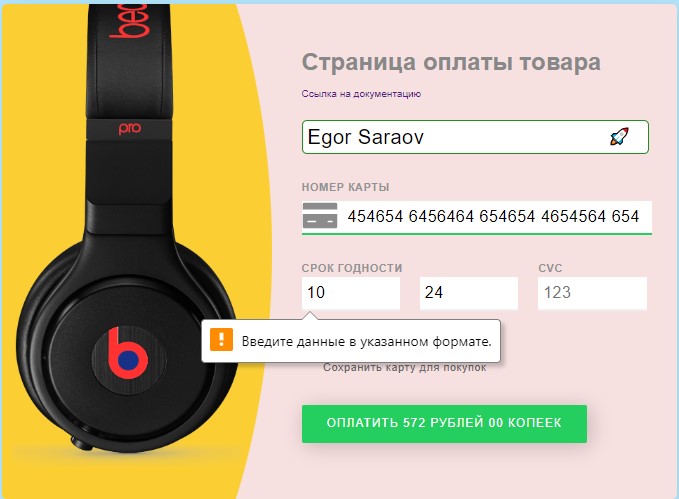 beats
pro
Страница оплаты товара
Ссылка на документацию
Egor Saraov
НОМЕР КАРТЫ
454654 6456464 654654 4654564 654
СРОК ГОДНОСТИ
CVC
10
24
123
Введите данные в указанном формате.
Сохранить карту для покупок
ОПЛАТИТЬ 572 РУБЛЕЙ 00 КОПЕЕК